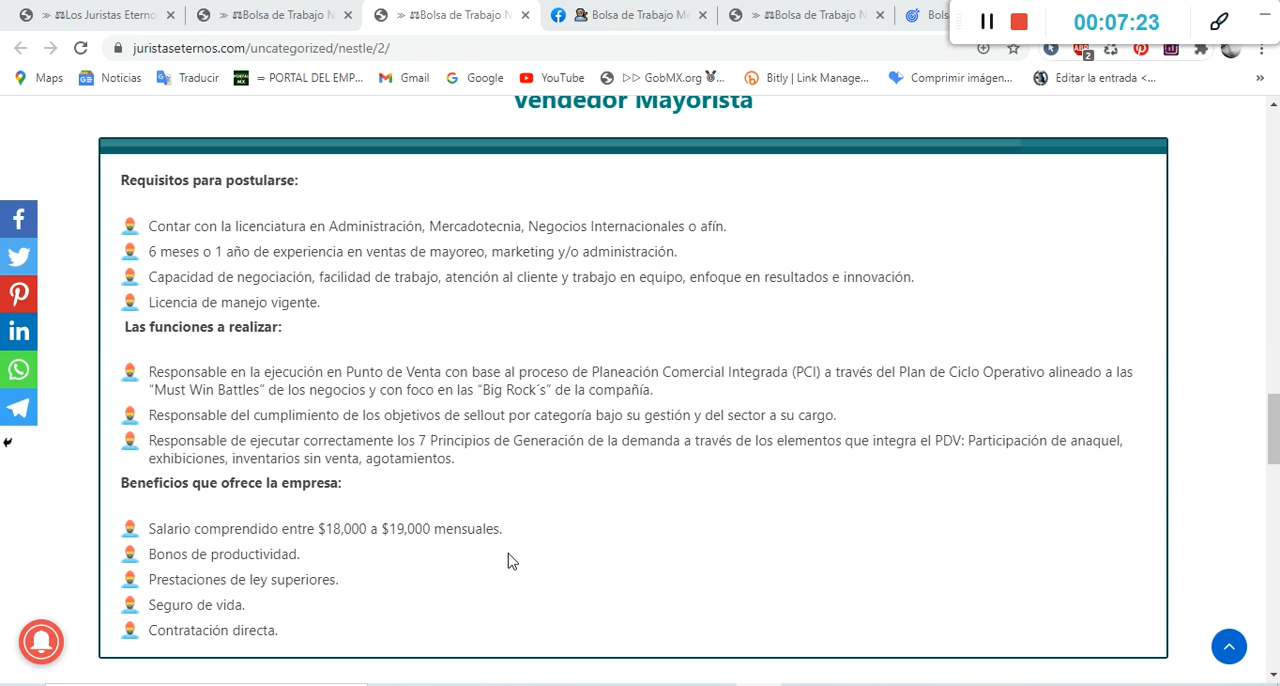 » ⚖Los Juristas Eterno
» ⚖Bolsa de Trabajo N
» ⚖Bolsa de Trabajo N
Bolsa de Trabajo Me
» ⚖Bolsa de Trabajo N
Bols
00:07:23
juristaseternos.com/uncategorized/nestle/2/
ABP
2
Maps
Noticias
Traducir
= PORTAL DEL EMP...
Gmail
Google
YouTube
▷▷ GobMX.org 🏅...
Bitly | Link Manage...
Comprimir imágen...
Editar la entrada <...
»
Vendedor Mayorista
Requisitos para postularse:
Contar con la licenciatura en Administración, Mercadotecnia, Negocios Internacionales o afín.
6 meses o 1 año de experiencia en ventas de mayoreo, marketing y/o administración.
Capacidad de negociación, facilidad de trabajo, atención al cliente y trabajo en equipo, enfoque en resultados e innovación.
Licencia de manejo vigente.
Las funciones a realizar:
Responsable en la ejecución en Punto de Venta con base al proceso de Planeación Comercial Integrada (PCI) a través del Plan de Ciclo Operativo alineado a las
“Must Win Battles” de los negocios y con foco en las “Big Rock´s” de la compañía.
Responsable del cumplimiento de los objetivos de sellout por categoría bajo su gestión y del sector a su cargo.
Responsable de ejecutar correctamente los 7 Principios de Generación de la demanda a través de los elementos que integra el PDV: Participación de anaquel,
exhibiciones, inventarios sin venta, agotamientos.
Beneficios que ofrece la empresa:
Salario comprendido entre $18,000 a $19,000 mensuales.
Bonos de productividad.
Prestaciones de ley superiores.
Seguro de vida.
Contratación directa.